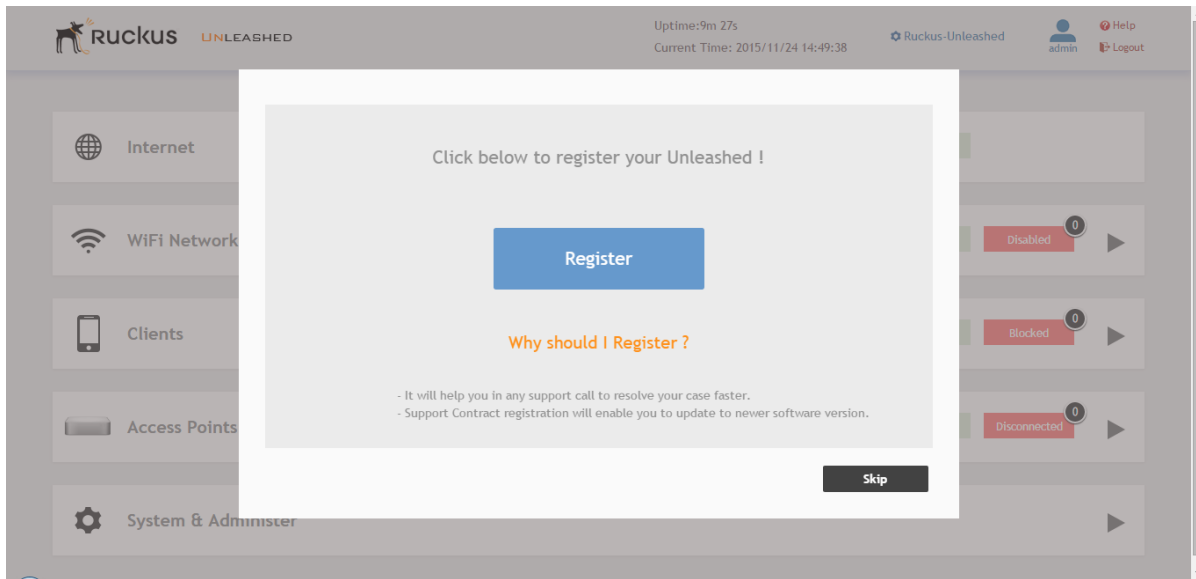 Ruckus UNLEASHED
Uptime:9m 27s
Current Time: 2015/11/24 14:49:38
Ruckus-Unleashed
admin
Help
Logout
Internet
WiFi Network
Disabled
0
Clients
Blocked
0
Access Points
Disconnected
0
System & Administer
Click below to register your Unleashed !
Register
Why should I Register ?
- It will help you in any support call to resolve your case faster.
- Support Contract registration will enable you to update to newer software version.
Skip